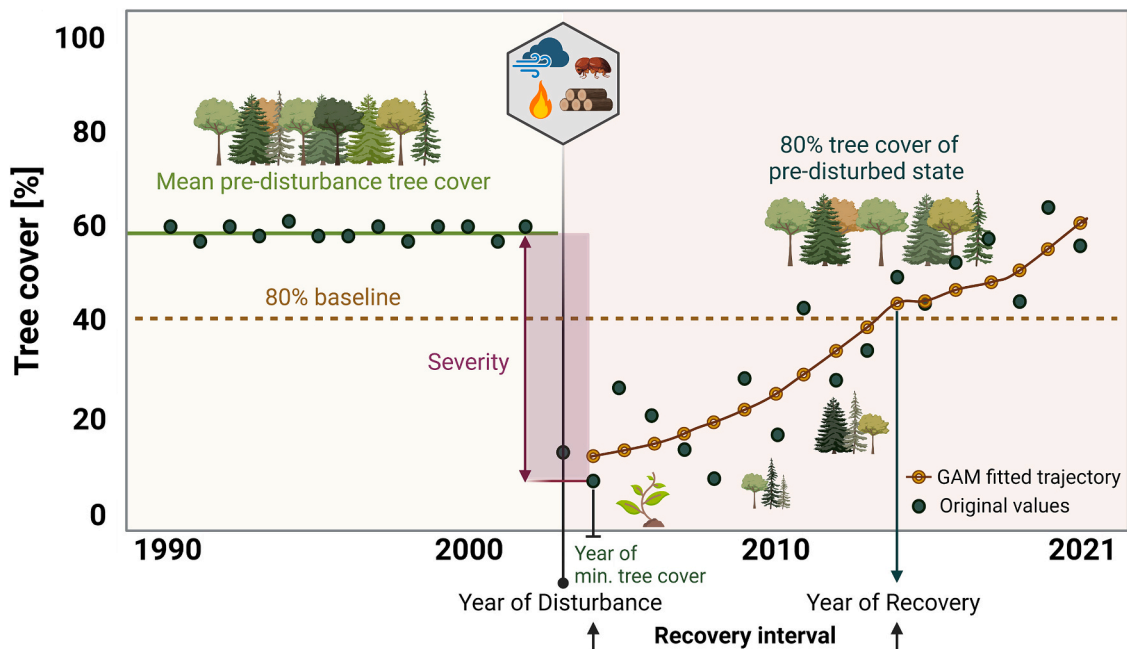 Tree cover [%]
100
80
60
40
20
0
Mean pre-disturbance tree cover
80% tree cover of
pre-disturbed state
80% baseline
Severity
GAM fitted trajectory
Original values
1990
2000
2010
2021
Year of
min. tree cover
Year of Disturbance
Year of Recovery
Recovery interval